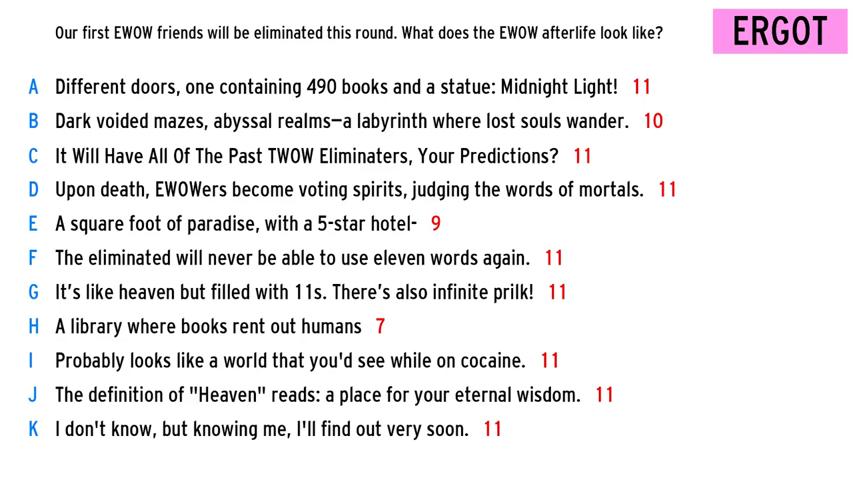 Our first EWOW friends will be eliminated this round. What does the EWOW afterlife look like?
ERGOT
A Different doors, one containing 490 books and a statue: Midnight Light! 11
B Dark voided mazes, abyssal realms—a labyrinth where lost souls wander. 10
C It Will Have All Of The Past TWOW Eliminaters, Your Predictions? 11
D Upon death, EWOWers become voting spirits, judging the words of mortals. 11
E A square foot of paradise, with a 5-star hotel- 9
F The eliminated will never be able to use eleven words again. 11
G It's like heaven but filled with 11s. There's also infinite prilk! 11
H A library where books rent out humans 7
I Probably looks like a world that you'd see while on cocaine. 11
J The definition of "Heaven" reads: a place for your eternal wisdom. 11
K I don't know, but knowing me, I'll find out very soon. 11